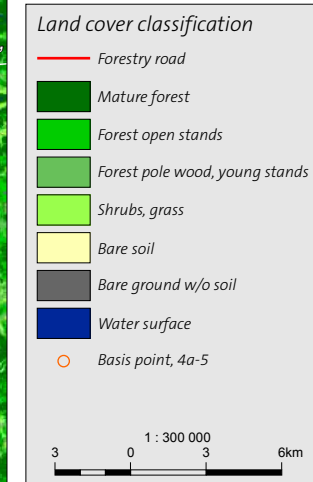 Land cover classification
Forestry road
Mature forest
Forest open stands
Forest pole wood, young stands
Shrubs, grass
Bare soil
Bare ground w/o soil
Water surface
Basis point, 4a-5
1 : 300 000
3 0 3 6km